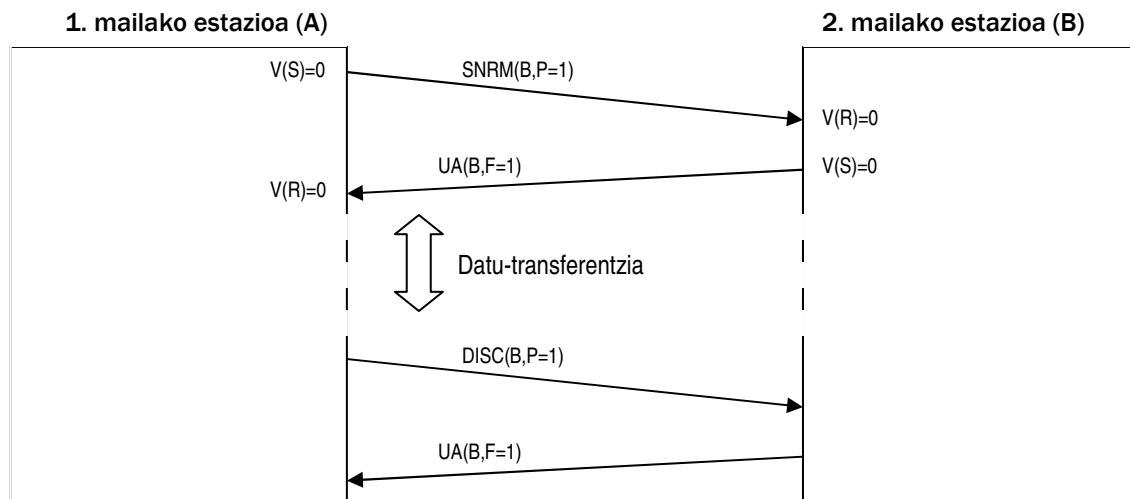 1. mailako estazioa (A)
2. mailako estazioa (B)
V(S)=0
SNRM(B,P=1)
V(R)=0
UA(B,F=1)
V(S)=0
V(R)=0
Datu-transferentzia
DISC(B,P=1)
UA(B,F=1)